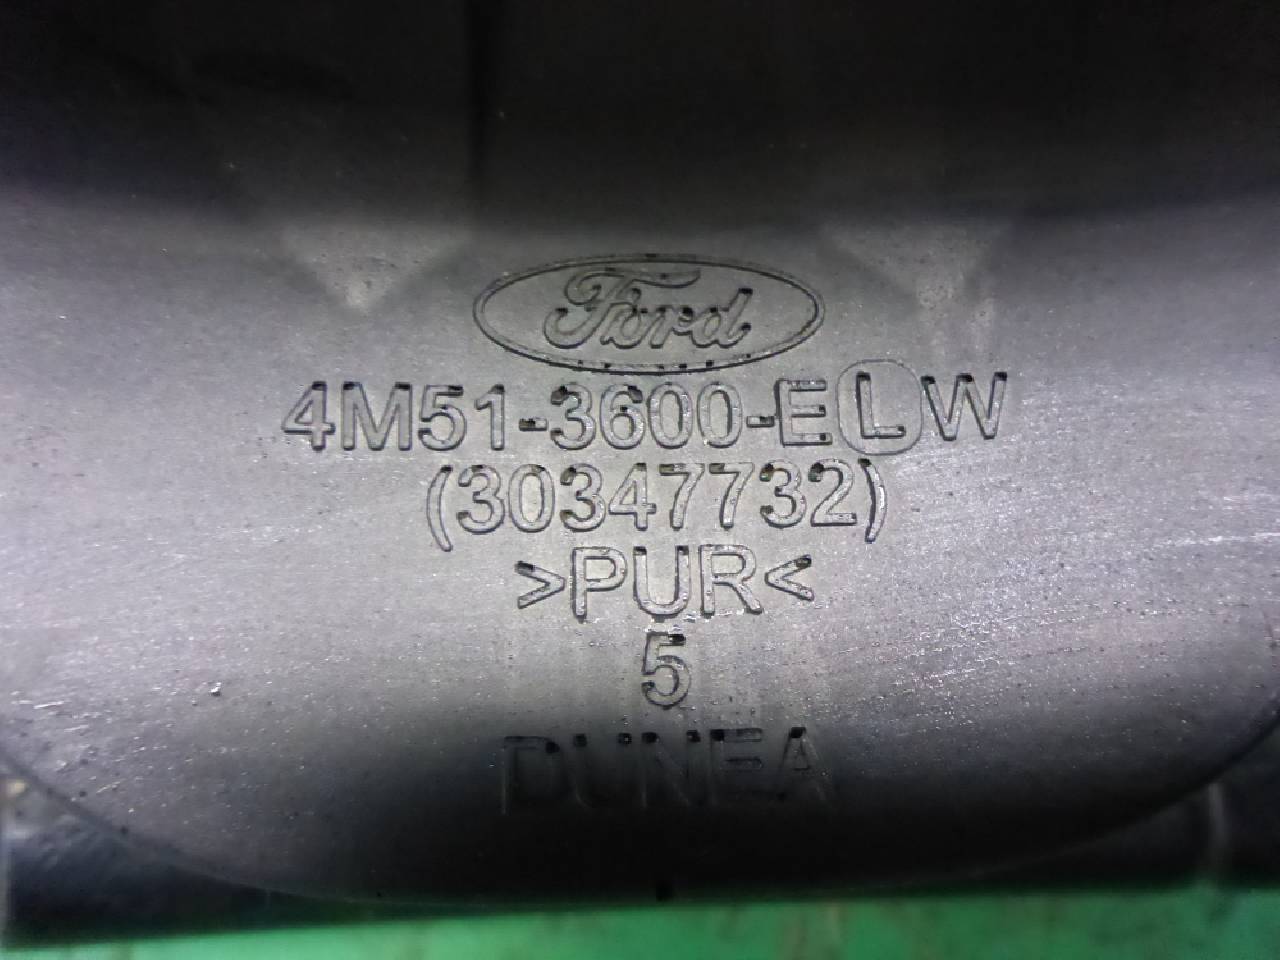 Ford
4M51-3600-ELW
(30347732)
>PUR<
5
DUNEA